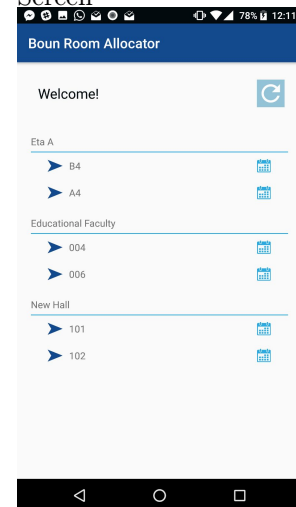 Screen
78% 12:11
Boun Room Allocator
Welcome!
Eta A
B4
A4
Educational Faculty
004
006
New Hall
101
102